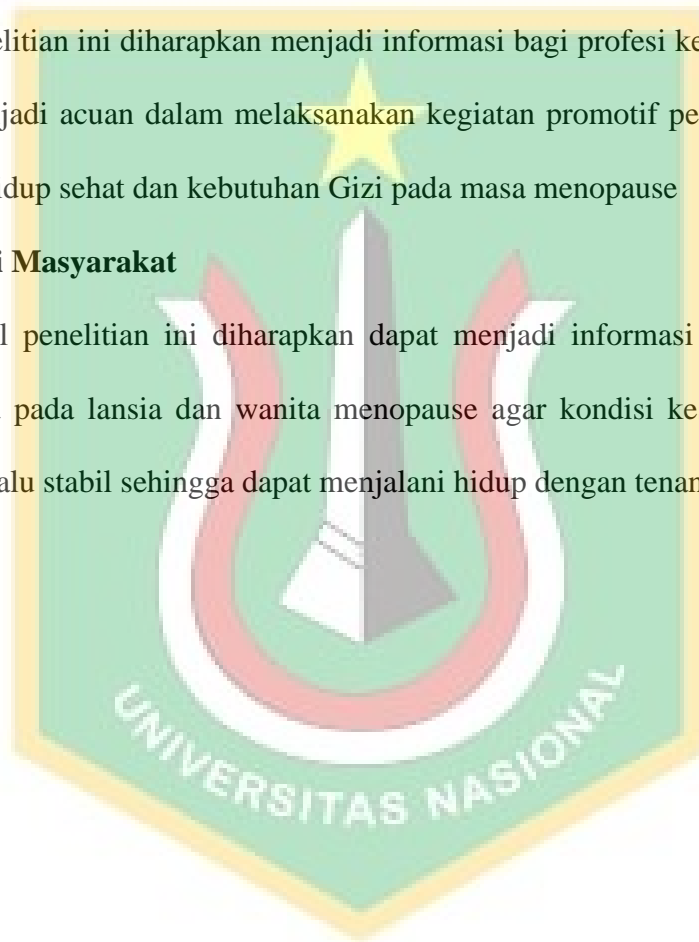 elitian ini diharapkan menjadi informasi bagi profesi ke
jadi acuan dalam melaksanakan kegiatan promotif pe
idup sehat dan kebutuhan Gizi pada masa menopause
i Masyarakat
l penelitian ini diharapkan dapat menjadi informasi
pada lansia dan wanita menopause agar kondisi ke
alu stabil sehingga dapat menjalani hidup dengan tenan
UNIVERSITAS NASIONAL